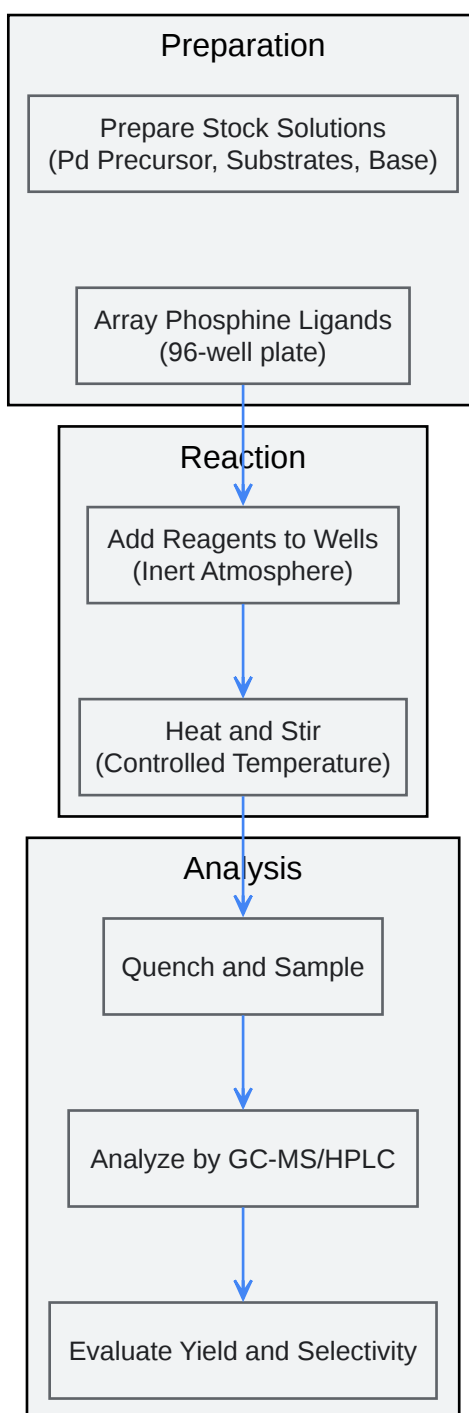 Preparation
Prepare Stock Solutions
(Pd Precursor, Substrates, Base)
Array Phosphine Ligands
(96-well plate)
Reaction
Add Reagents to Wells
(Inert Atmosphere)
Heat and Stir
(Controlled Temperature)
Analysis
Quench and Sample
Analyze by GC-MS/HPLC
Evaluate Yield and Selectivity